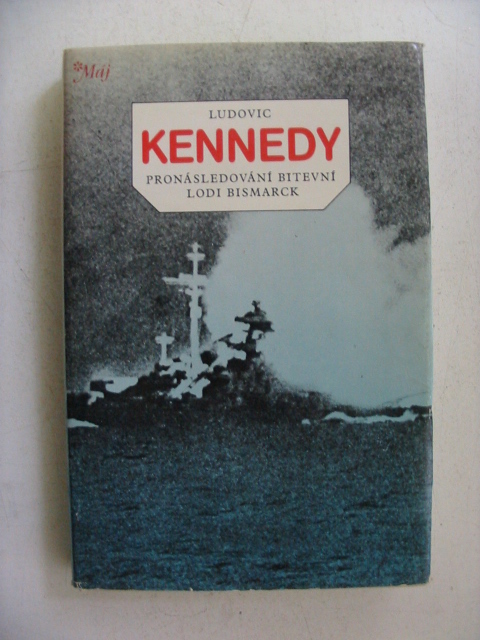 *Máj
LUDOVIC
KENNEDY
PRONÁSLEDOVÁNÍ BITEVNÍ
LODI BISMARCK